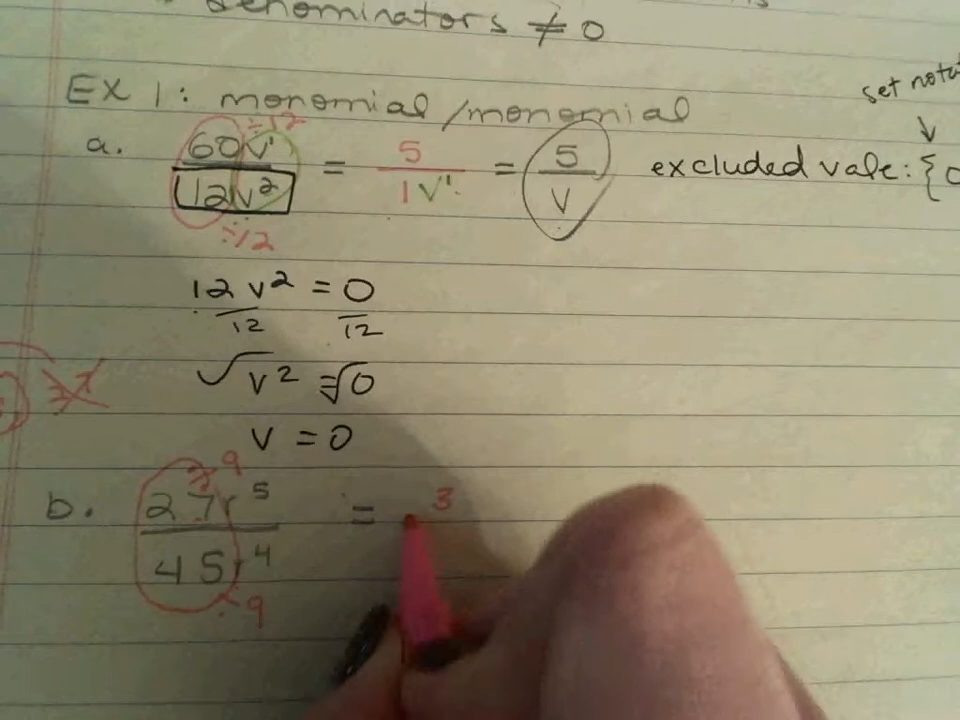 denominators ≠ 0
set nota
EX 1: monomial/monomial
a. 60v¹ ÷12 / 12v² ÷12 = 5 / 1v¹ = 5 / v excluded vale: {0
12v² = 0
12 12
√v² = √0
v = 0
b. 27r⁵ ÷9 / 45r⁴ ÷9 = 3